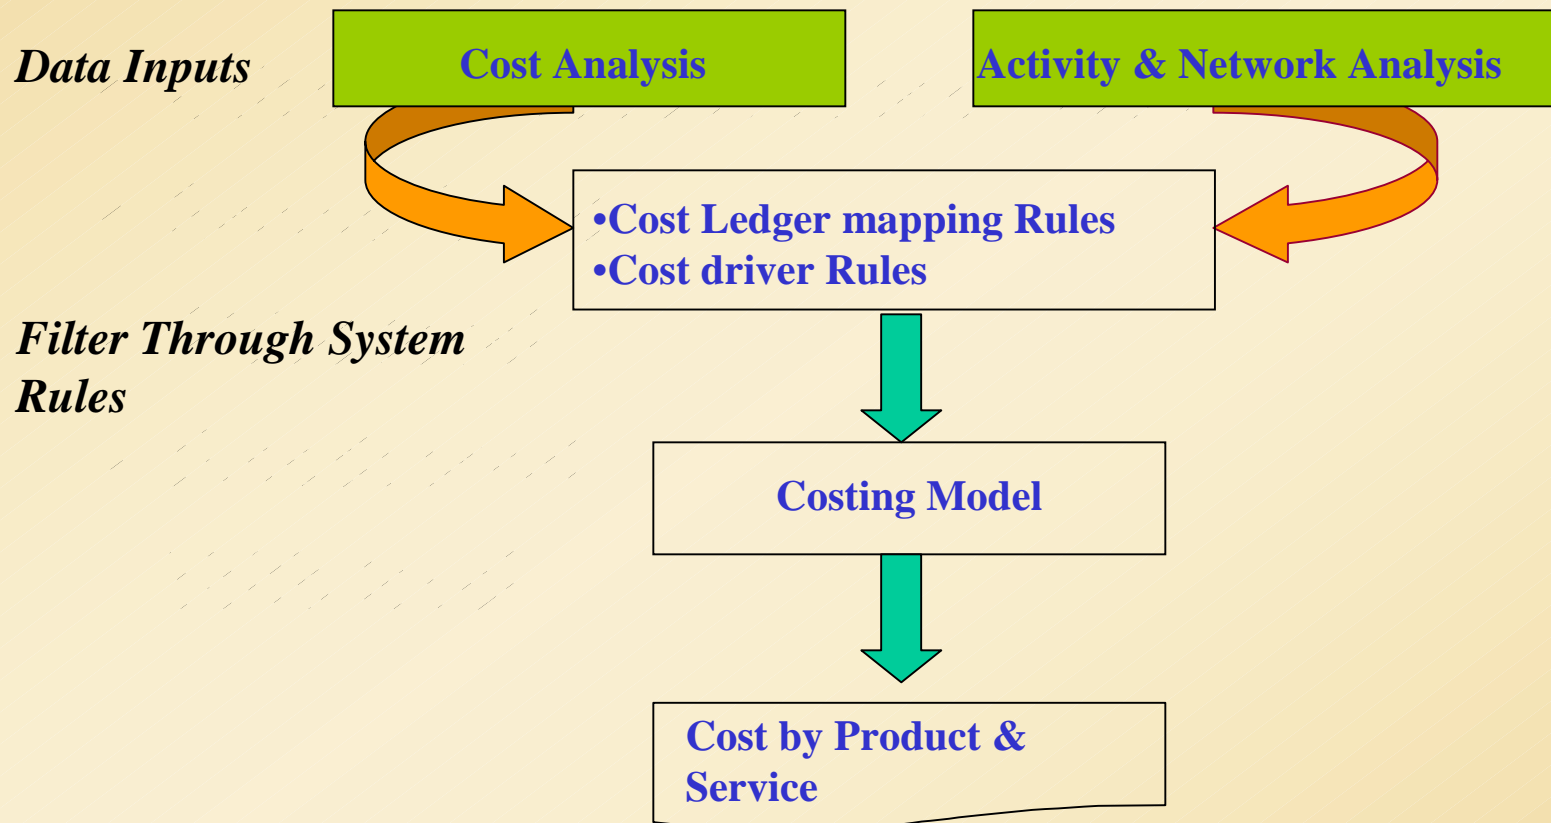 Data Inputs
Cost Analysis
Activity & Network Analysis
•Cost Ledger mapping Rules
•Cost driver Rules
Filter Through System
Rules
Costing Model
Cost by Product &
Service